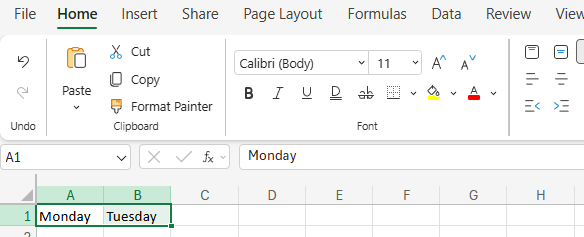 File Home Insert Share Page Layout Formulas Data Review View
Cut
Calibri (Body) 11 A A
Copy
Paste
Format Painter
B I U D ab A
Undo Clipboard Font
A1 fx Monday
A B C D E F G H
1 Monday Tuesday